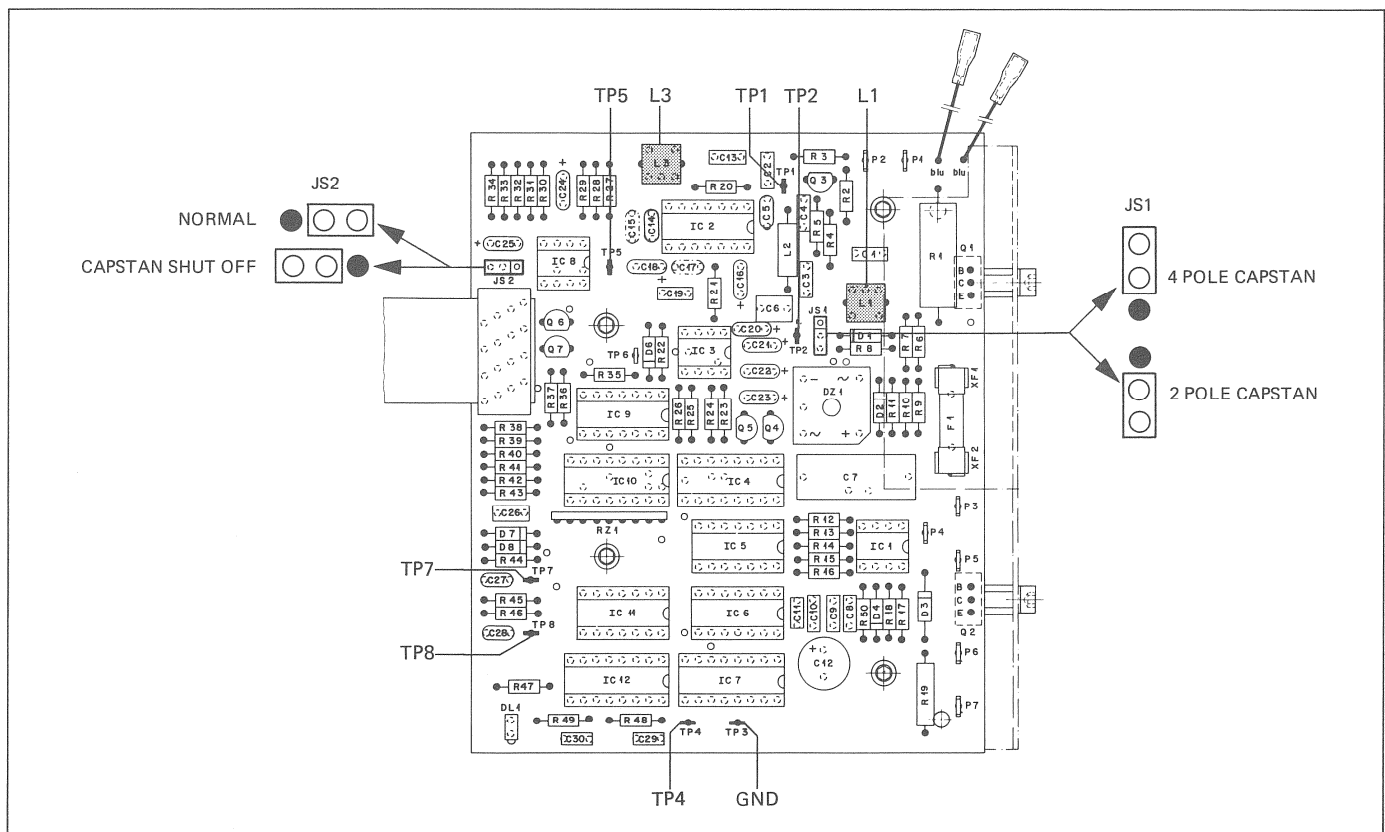 TP5 L3 TP1 TP2 L1
JS2
NORMAL
CAPSTAN SHUT OFF
JS1
4 POLE CAPSTAN
2 POLE CAPSTAN
TP7
TP8
TP4 GND
R34 R33 R32 R31 R30 + C24 R29 R28 R27
L3 C13 C2 R3 P2 P1 blu blu
R20 TP1 Q3 R2
C15 C14 IC2 C5 C4 R5 R4 L2
+ C25 JS2 IC8 TP5 C18 C17 C16 C3 R1 Q1
B
C
E
C19 R21 C6 JS1 L1
Q6 Q7 TP6 D6 R22 IC3 C20 + C21 + TP2 D1 R8 R7 R6
R35 C22 + XF1
R37 R36 IC9 R26 R25 R24 R23 C23 + Q5 Q4 DZ1 − ~ ~ + D2 R11 R10 R9 F1
R38
R39
R40
R41
R42
R43
IC10 IC4 C7 XF2
C26 RZ1 P3
D7
D8
R44
IC5 R12
R13
R14
R15
R16
IC1 P4 P5
C27 TP7
R45
R46
C28 TP8
IC11 IC6 C11 C10 C9 C8 R50 D4 R18 R17 D3
B
C
E
Q2
IC12 IC7 + C12 R19 P6
R47
DL1 R49 R48 P7
C30 C29 TP4 TP3